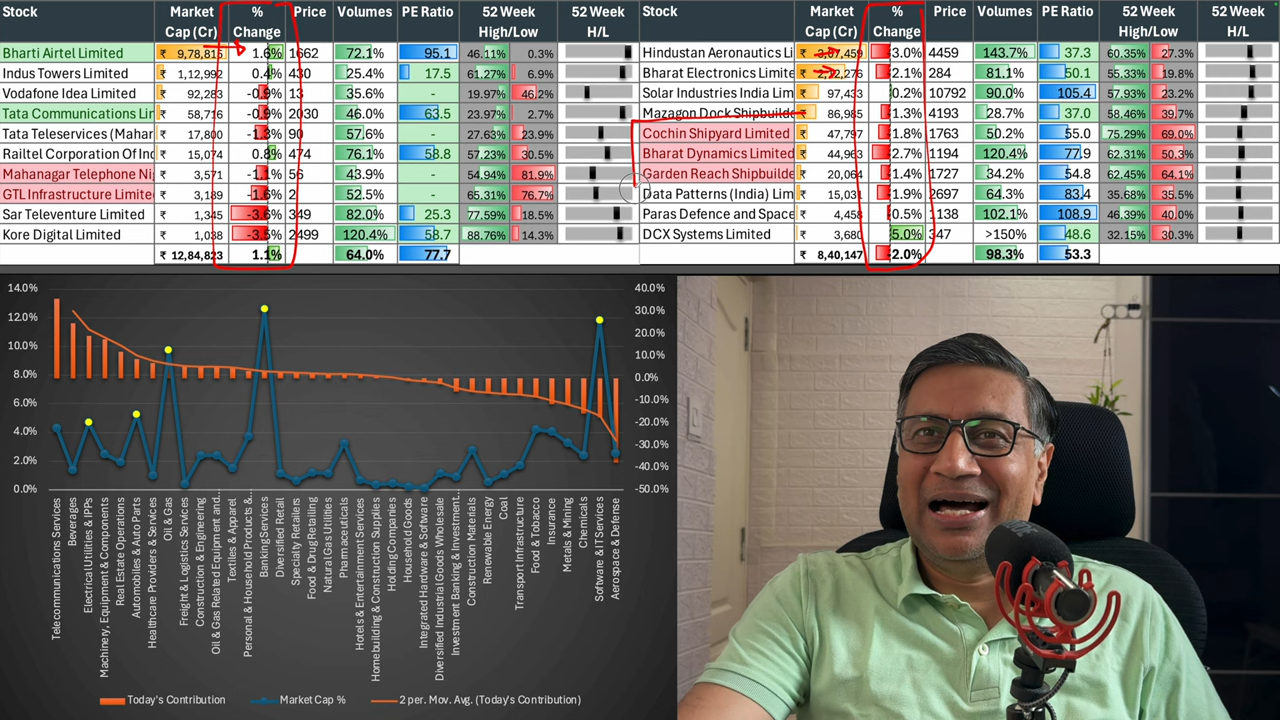 Stock Market Cap (Cr) % Change Price Volumes PE Ratio 52 Week High/Low 52 Week H/L
Bharti Airtel Limited ₹ 9,78,815 1.6% 1662 72.1% 95.1 46.11% 0.3%
Indus Towers Limited ₹ 1,12,992 0.4% 430 25.4% 17.5 61.27% 6.9%
Vodafone Idea Limited ₹ 92,283 -0.9% 13 35.6% - 19.97% 46.2%
Tata Communications Lin ₹ 58,716 -0.9% 2030 46.0% 63.5 23.97% 2.7%
Tata Teleservices (Mahar ₹ 17,800 -1.3% 90 57.6% - 27.63% 23.9%
Railtel Corporation Of Ind ₹ 15,074 0.8% 474 76.1% 58.8 57.23% 30.5%
Mahanagar Telephone Ni ₹ 3,571 -1.1% 56 43.9% - 54.94% 81.9%
GTL Infrastructure Limite ₹ 3,189 -1.6% 2 52.5% - 65.31% 76.7%
Sar Televenture Limited ₹ 1,345 -3.6% 349 82.0% 25.3 77.59% 18.5%
Kore Digital Limited ₹ 1,038 -3.5% 2499 120.4% 58.7 88.76% 14.3%
₹ 12,84,823 1.1% 64.0% 77.7
Stock Market Cap (Cr) % Change Price Volumes PE Ratio 52 Week High/Low 52 Week H/L
Hindustan Aeronautics Li ₹ 3.0% 4459 143.7% 37.3 60.35% 27.3%
Bharat Electronics Limite ₹ 2.1% 284 81.1% 50.1 55.33% 19.8%
Solar Industries India Lim ₹ 97,433 0.2% 10792 90.0% 105.4 57.93% 23.2%
Mazagon Dock Shipbuilde ₹ 86,985 1.3% 4193 28.7% 37.0 58.46% 39.7%
Cochin Shipyard Limited ₹ 47,797 1.8% 1763 50.2% 55.0 75.29% 69.0%
Bharat Dynamics Limited ₹ 44,963 2.7% 1194 120.4% 77.9 62.31% 50.3%
Garden Reach Shipbuilde ₹ 20,064 1.4% 1727 34.2% 54.8 62.45% 64.1%
Data Patterns (India) Lim ₹ 15,031 1.9% 2697 64.3% 83.4 35.68% 35.5%
Paras Defence and Space ₹ 4,458 0.5% 1138 102.1% 108.9 46.39% 40.0%
DCX Systems Limited ₹ 3,680 5.0% 347 >150% 48.6 32.15% 30.3%
₹ 8,40,147 2.0% 98.3% 53.3
14.0%
12.0%
10.0%
8.0%
6.0%
4.0%
2.0%
0.0%
40.0%
30.0%
20.0%
10.0%
0.0%
-10.0%
-20.0%
-30.0%
-40.0%
-50.0%
Telecommunications Services
Beverages
Electrical Utilities & IPPs
Machinery, Equipment & Components
Real Estate Operations
Automobiles & Auto Parts
Healthcare Providers & Services
Oil & Gas
Freight & Logistics Services
Construction & Engineering
Oil & Gas Related Equipment and...
Textiles & Apparel
Personal & Household Products &...
Banking Services
Diversified Retail
Specialty Retailers
Food & Drug Retailing
Natural Gas Utilities
Pharmaceuticals
Hotels & Entertainment Services
Homebuilding & Construction Supplies
Holding Companies
Household Goods
Integrated Hardware & Software
Diversified Industrial Goods Wholesale
Investment Banking & Investment...
Construction Materials
Renewable Energy
Coal
Transport Infrastructure
Food & Tobacco
Insurance
Metals & Mining
Chemicals
Software & IT Services
Aerospace & Defense
Today's Contribution Market Cap % 2 per. Mov. Avg. (Today's Contribution)